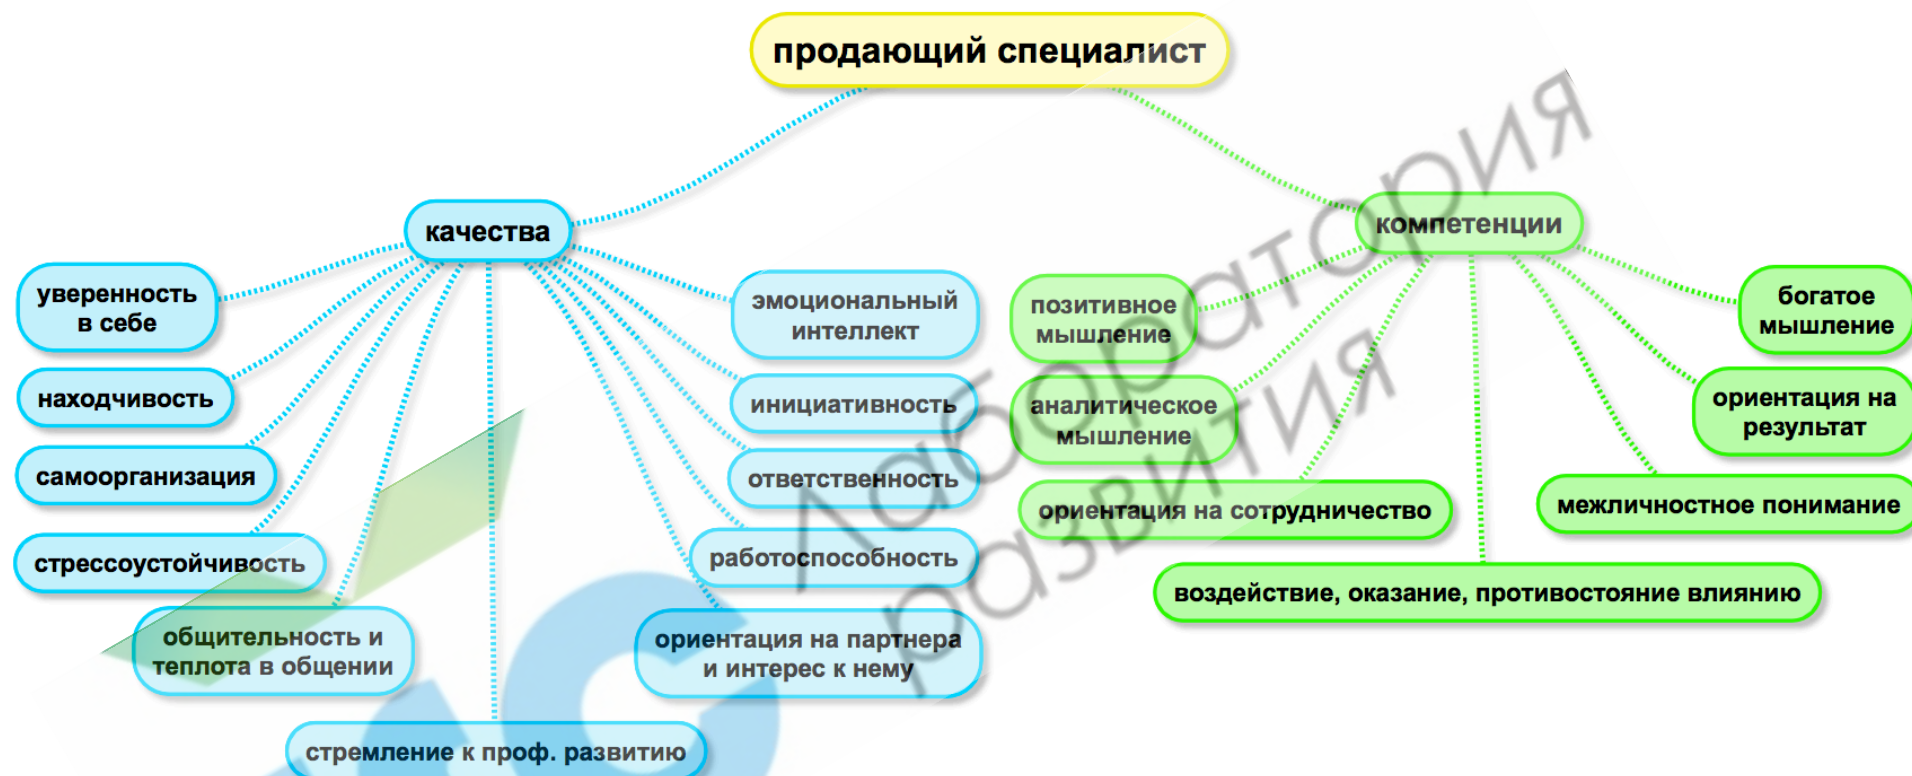 продающий специалист
качества
уверенность
в себе
находчивость
самоорганизация
стрессоустойчивость
общительность и
теплота в общении
стремление к проф. развитию
эмоциональный
интеллект
инициативность
ответственность
работоспособность
ориентация на партнера
и интерес к нему
компетенции
позитивное
мышление
аналитическое
мышление
ориентация на сотрудничество
воздействие, оказание, противостояние влиянию
богатое
мышление
ориентация на
результат
межличностное понимание
Лаборатория
развития